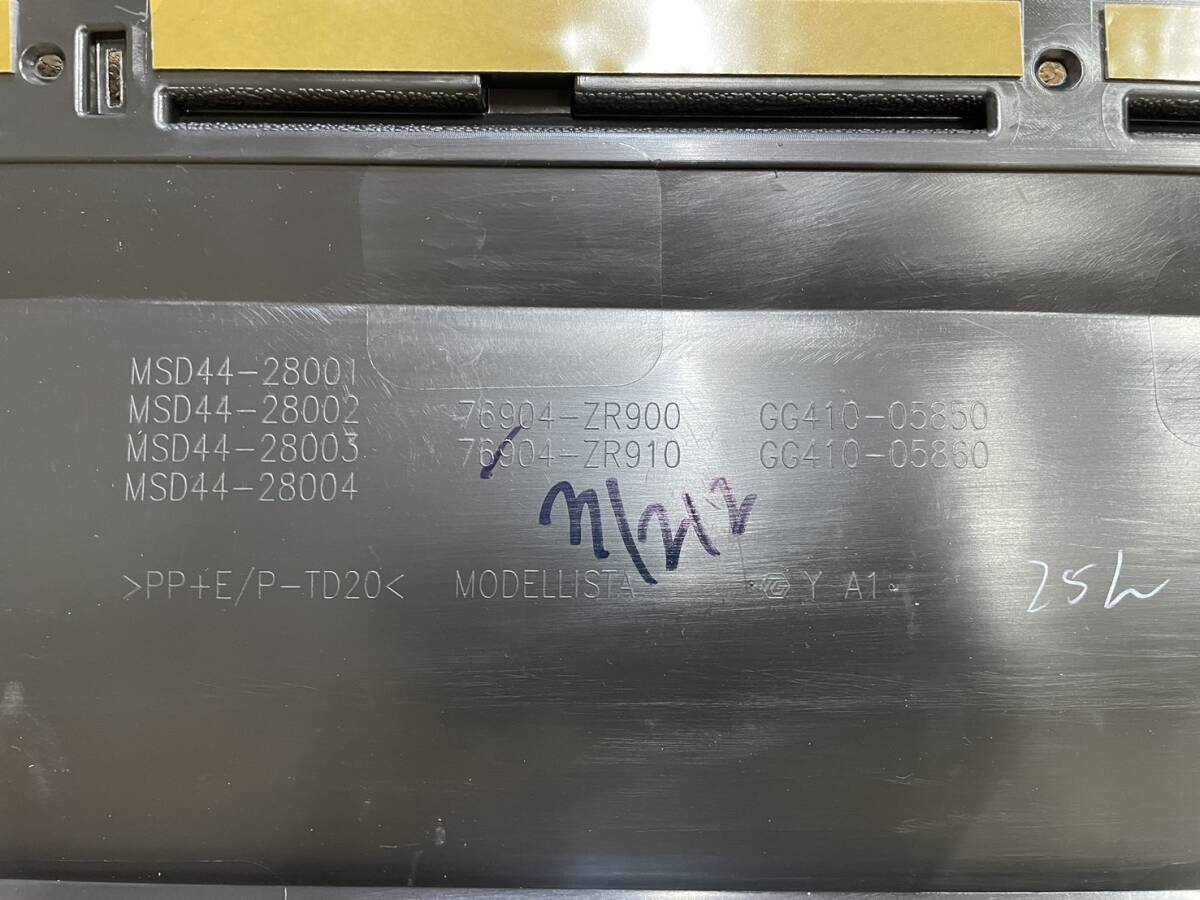 MSD44-28001
MSD44-28002 76904-ZR900 GG410-05850
MSD44-28003 76904-ZR910 GG410-05860
MSD44-28004
>PP+E/P-TD20< MODELLISTA Y A1